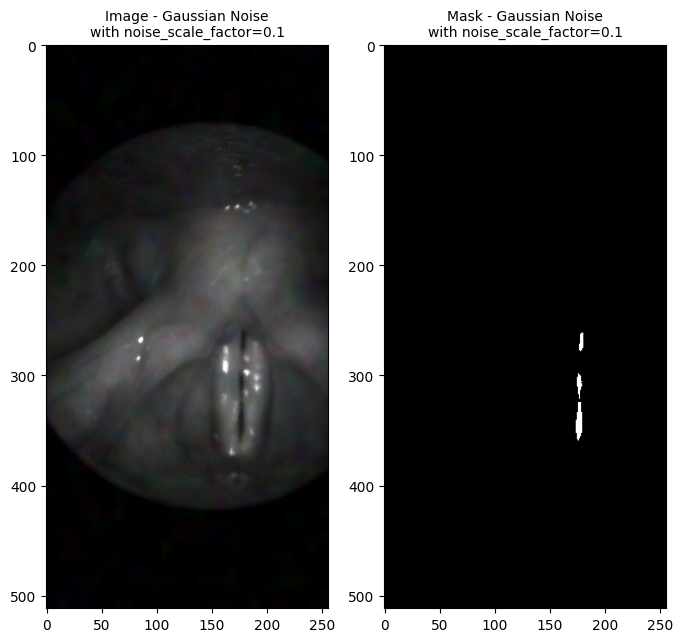 Image - Gaussian Noise
with noise_scale_factor=0.1
Mask - Gaussian Noise
with noise_scale_factor=0.1
0
100
200
300
400
500
0 50 100 150 200 250
0
100
200
300
400
500
0 50 100 150 200 250